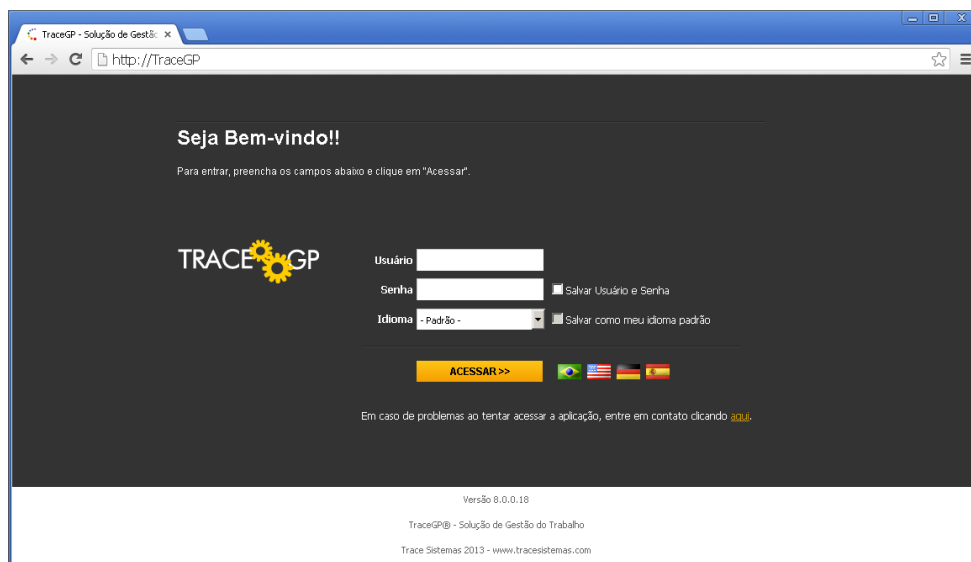 TraceGP - Solução de Gestão
http://TraceGP
Seja Bem-vindo!!
Para entrar, preencha os campos abaixo e clique em "Acessar".
TRACE GP
Usuário
Senha
Salvar Usuário e Senha
Idioma
- Padrão -
Salvar como meu idioma padrão
ACESSAR >>
Em caso de problemas ao tentar acessar a aplicação, entre em contato clicando aqui.
Versão 8.0.0.18
TraceGP® - Solução de Gestão do Trabalho
Trace Sistemas 2013 - www.tracesistemas.com